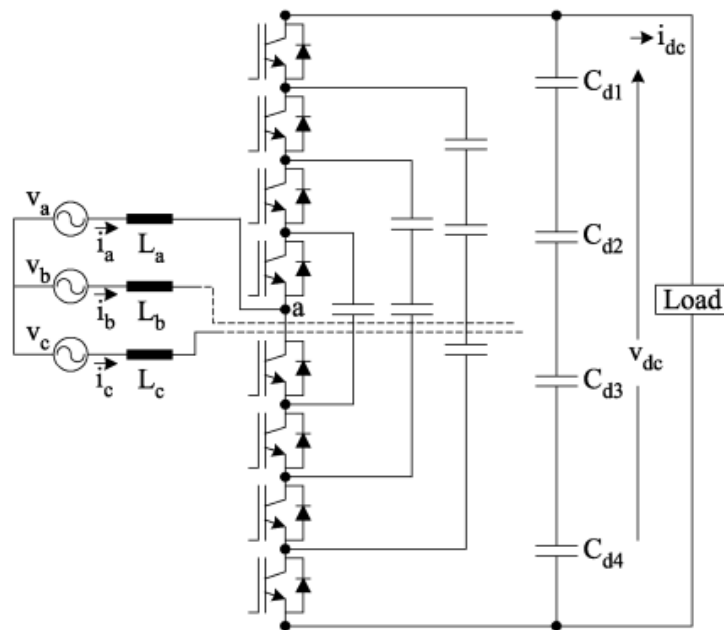 i_dc
C_d1
v_a
i_a
L_a
C_d2
v_b
i_b
L_b
a
Load
v_c
i_c
L_c
v_dc
C_d3
C_d4